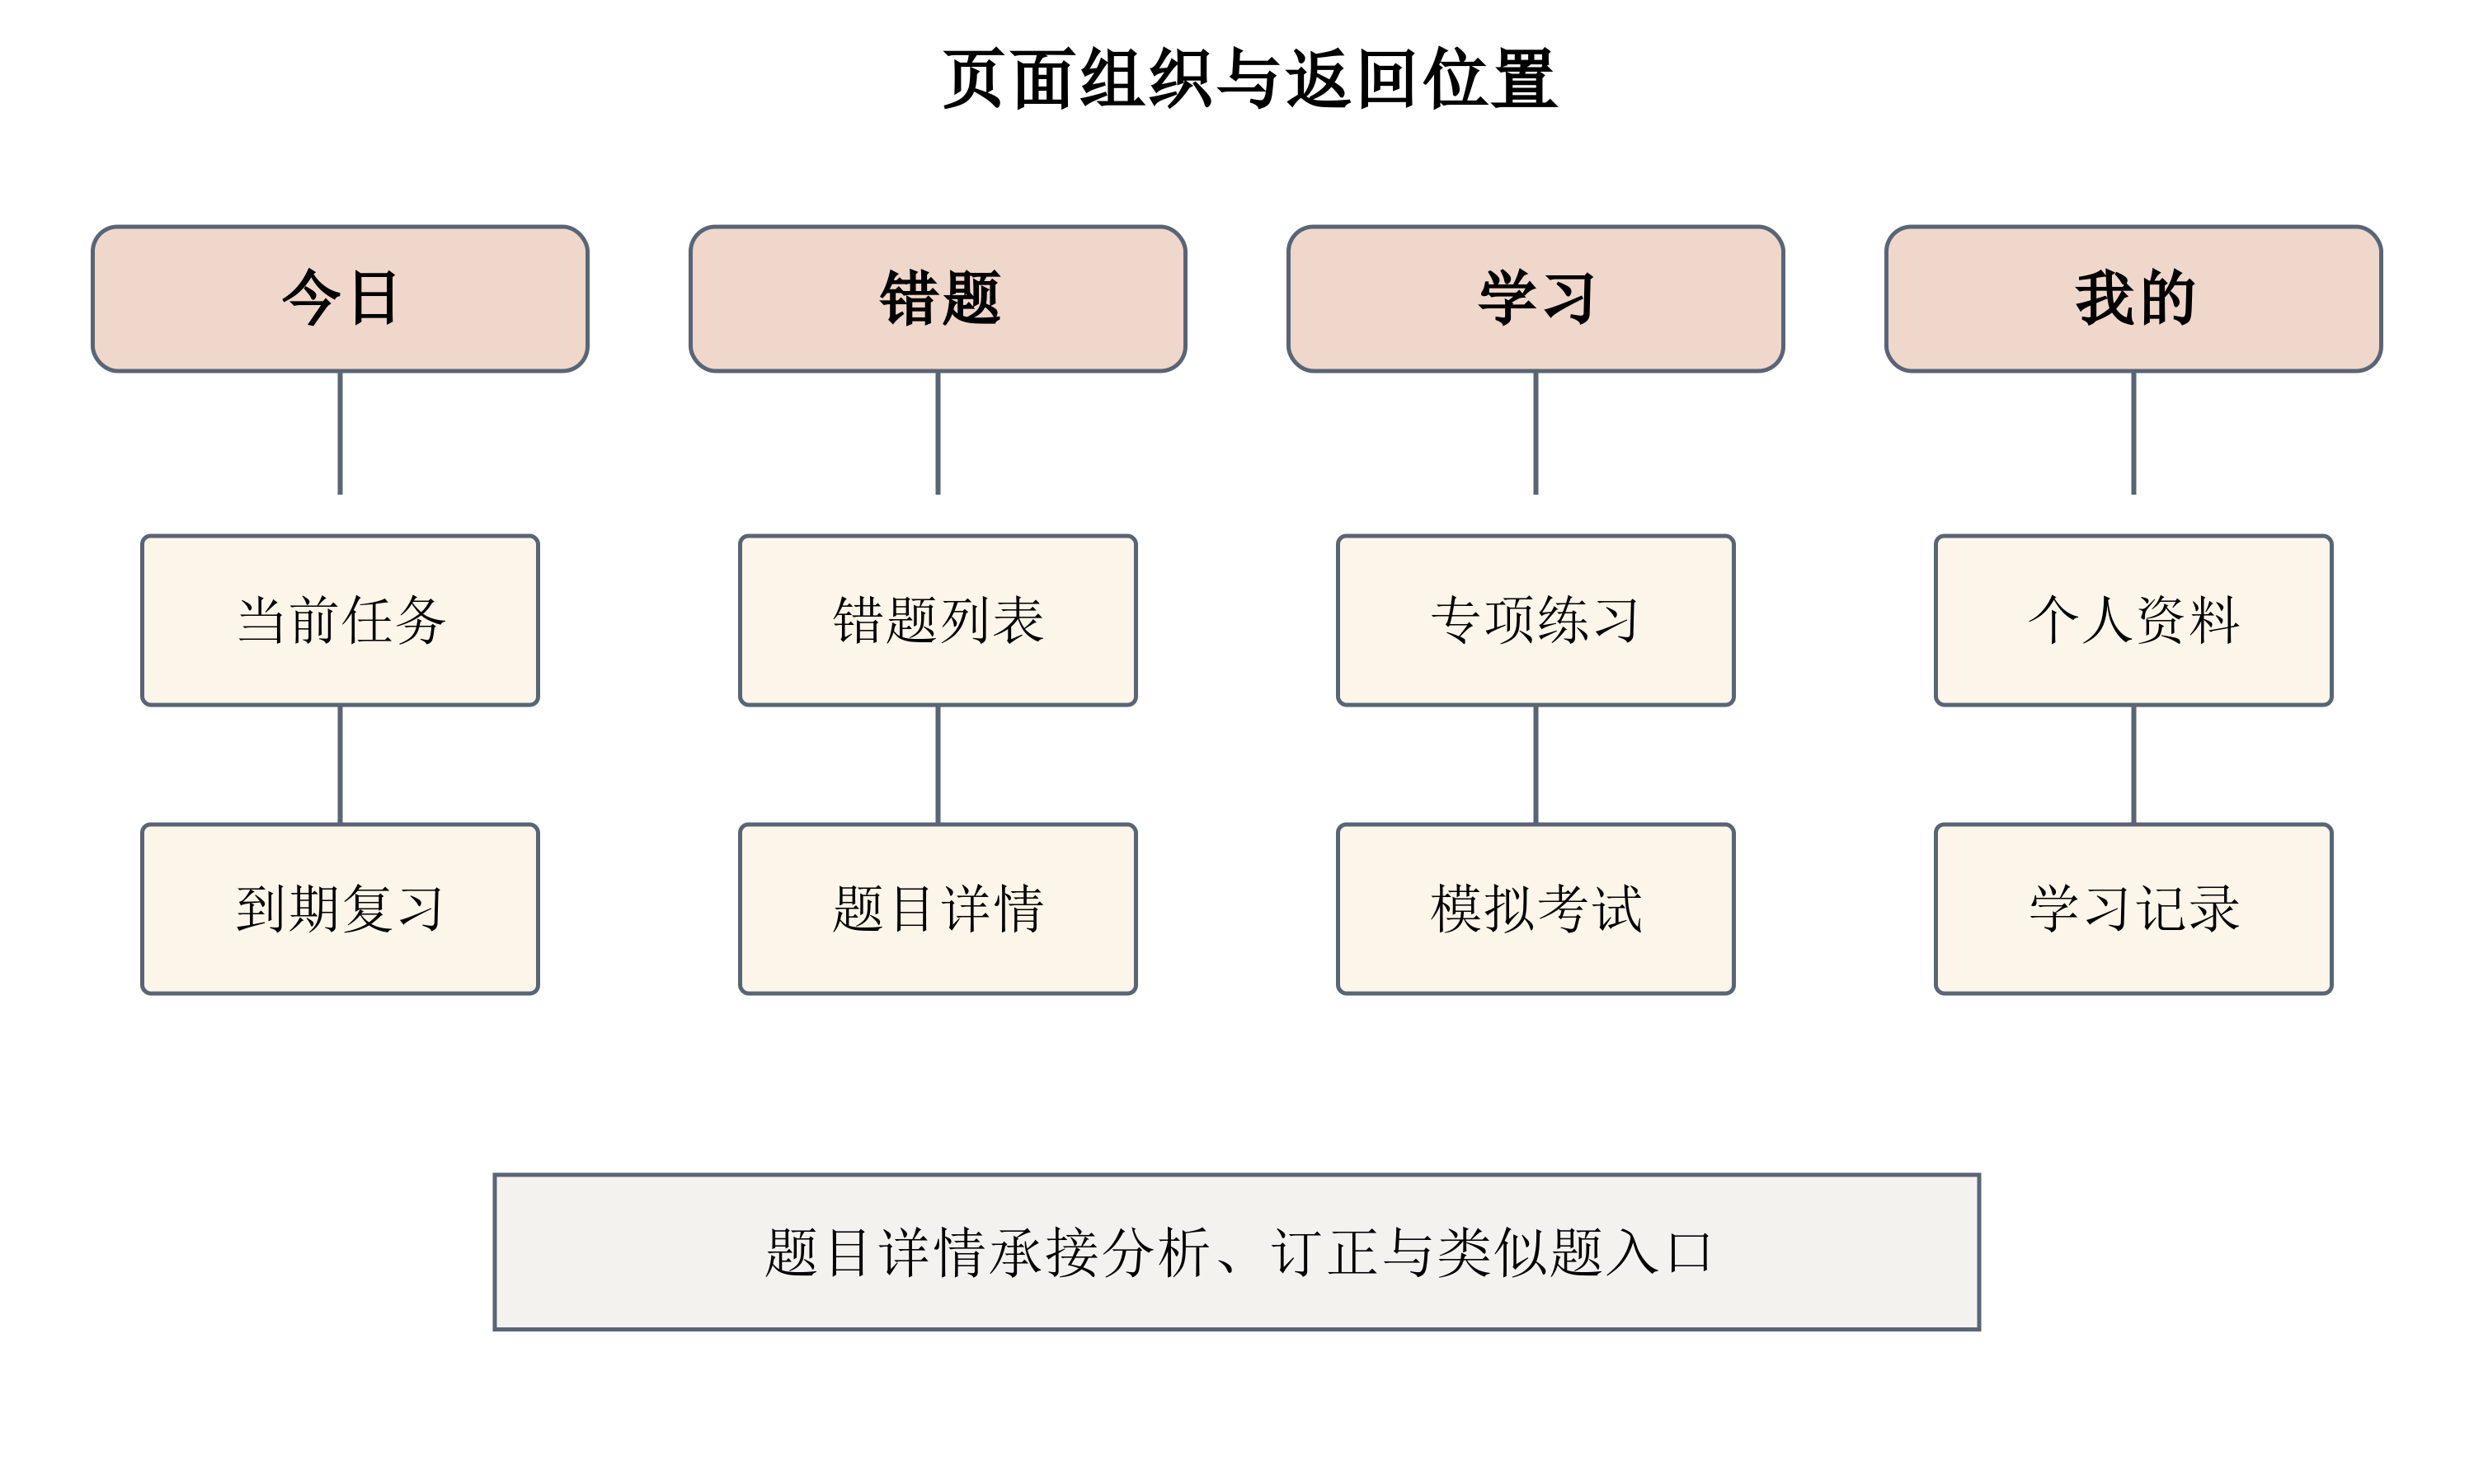 页面组织与返回位置
今日
错题
学习
我的
当前任务
错题列表
专项练习
个人资料
到期复习
题目详情
模拟考试
学习记录
题目详情承接分析、订正与类似题入口